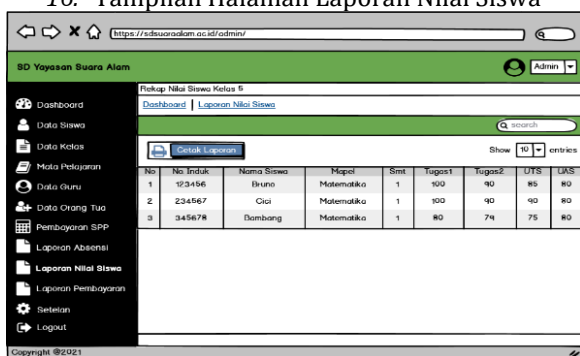 16. Tampilan Halaman Laporan Nilai Siswa
https://sdsuaraalam.ac.id/admin/
SD Yayasan Suara Alam
Admin
Rekap Nilai Siswa Kelas 5
Dashboard | Laporan Nilai Siswa
search
Cetak Laporan
Show 10 entries
No No Induk Nama Siswa Mapel Smt Tugas1 Tugas2 UTS UAS
1 123456 Bruno Matematika 1 100 90 85 80
2 234567 Cici Matematika 1 100 90 90 80
3 345678 Bambang Matematika 1 80 79 75 80
Dashboard
Data Siswa
Data Kelas
Mata Pelajaran
Data Guru
Data Orang Tua
Pembayaran SPP
Laporan Absensi
Laporan Nilai Siswa
Laporan Pembayaran
Setelan
Logout
Copyright @2021